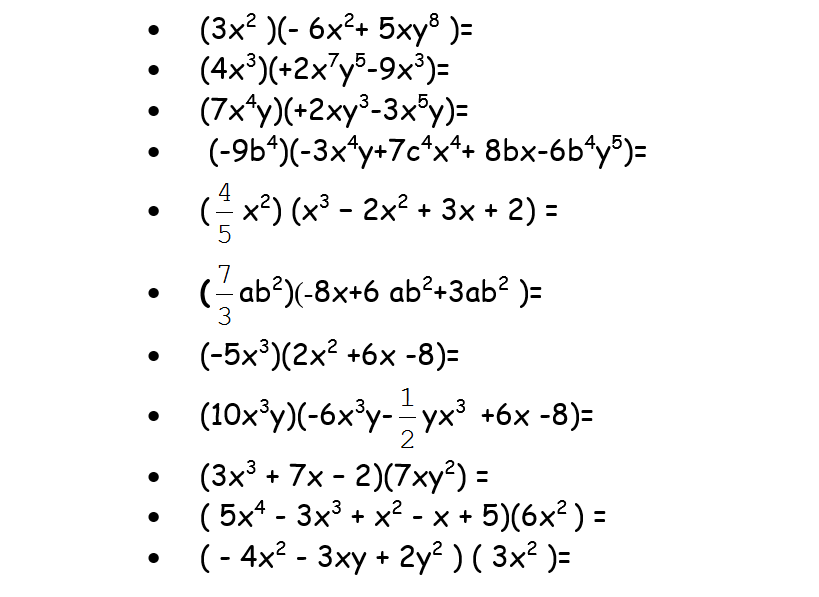 • (3x² )(- 6x²+ 5xy⁸ )=
• (4x³)(+2x⁷y⁵-9x³)=
• (7x⁴y)(+2xy³-3x⁵y)=
• (-9b⁴)(-3x⁴y+7c⁴x⁴+ 8bx-6b⁴y⁵)=
• (4/5 x²) (x³ – 2x² + 3x + 2) =
• (7/3 ab²)(-8x+6 ab²+3ab² )=
• (-5x³)(2x² +6x -8)=
• (10x³y)(-6x³y- 1/2 yx³ +6x -8)=
• (3x³ + 7x – 2)(7xy²) =
• ( 5x⁴ - 3x³ + x² - x + 5)(6x² ) =
• ( - 4x² - 3xy + 2y² ) ( 3x² )=